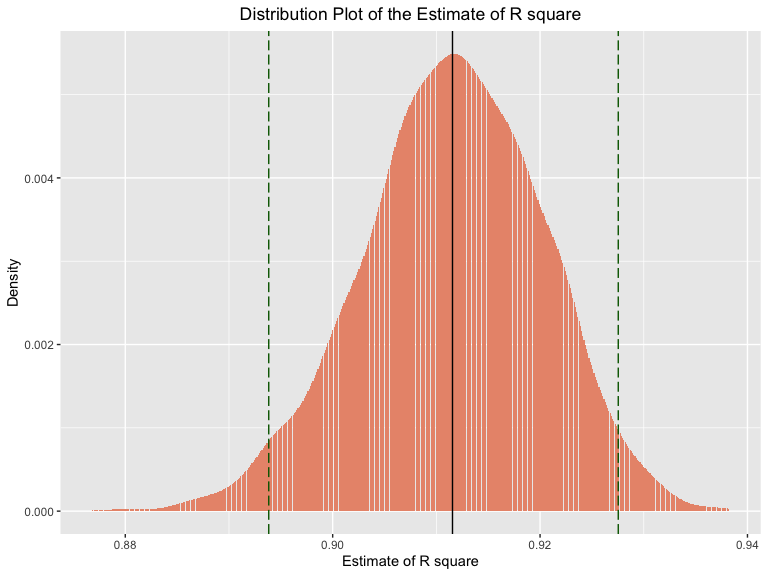 Distribution Plot of the Estimate of R square
Density
0.004
0.002
0.000
0.88
0.90
0.92
0.94
Estimate of R square